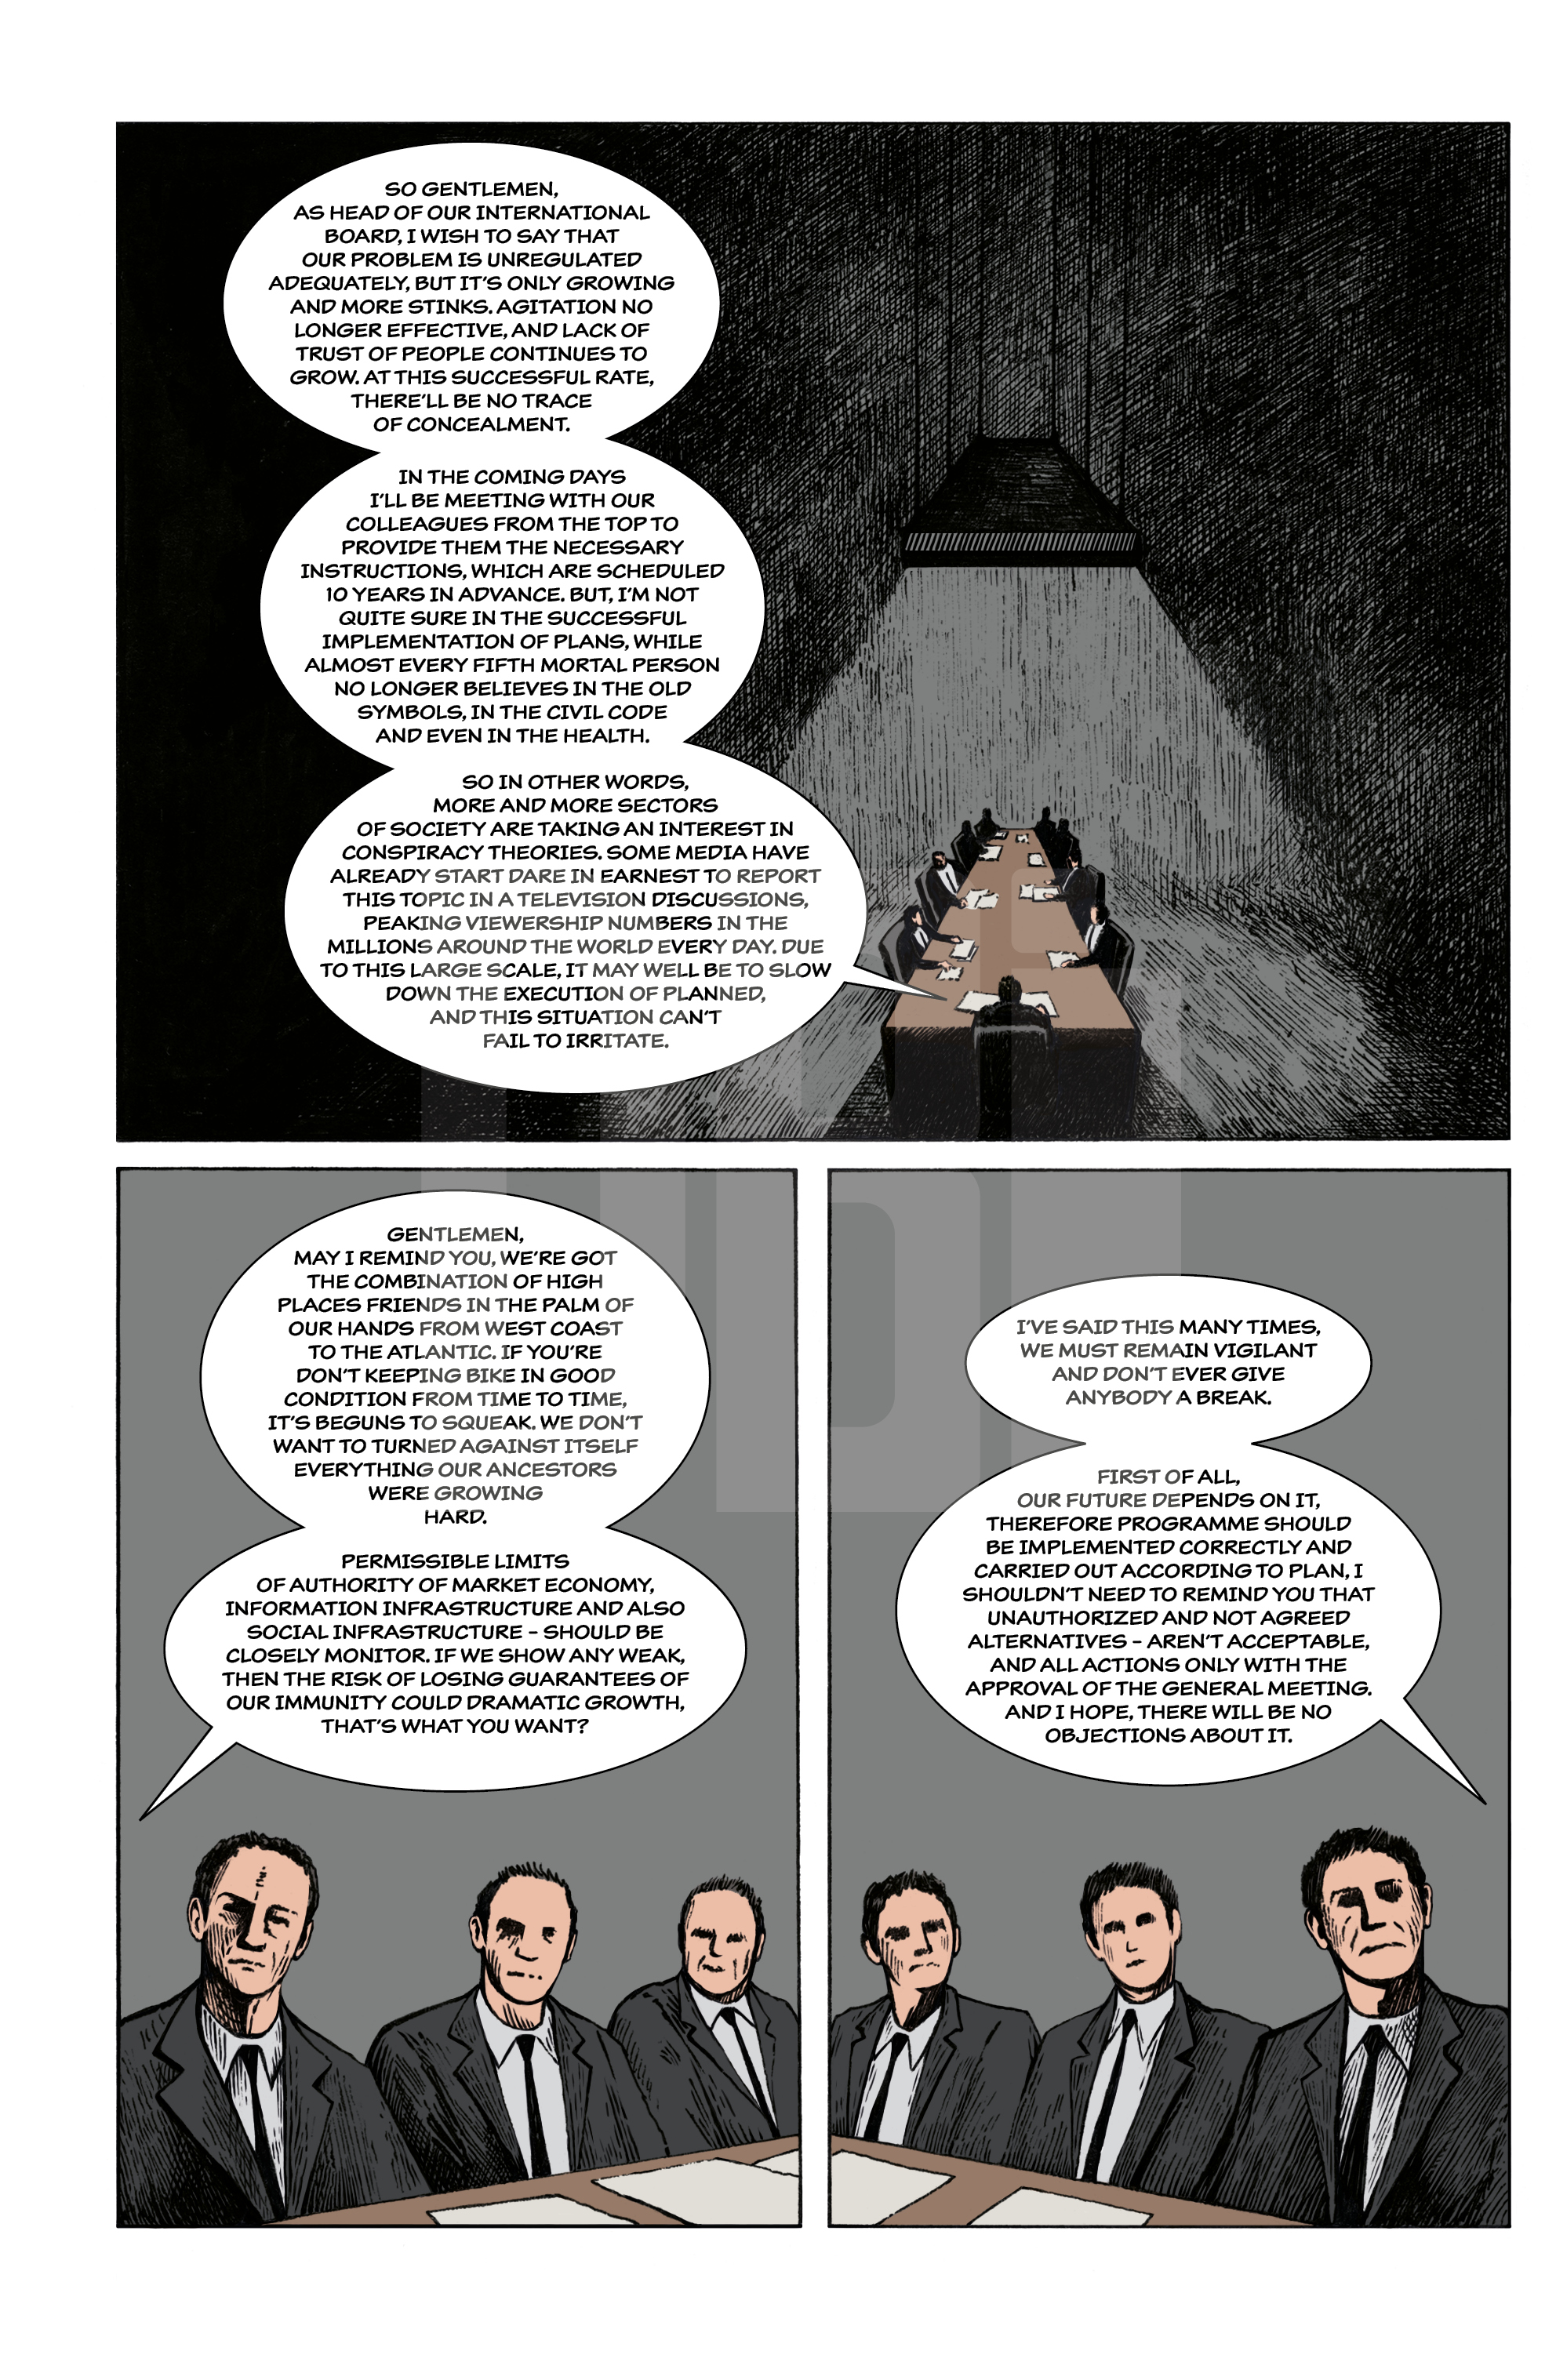 SO GENTLEMEN,
AS HEAD OF OUR INTERNATIONAL
BOARD, I WISH TO SAY THAT
OUR PROBLEM IS UNREGULATED
ADEQUATELY, BUT IT'S ONLY GROWING
AND MORE STINKS. AGITATION NO
LONGER EFFECTIVE, AND LACK OF
TRUST OF PEOPLE CONTINUES TO
GROW. AT THIS SUCCESSFUL RATE,
THERE'LL BE NO TRACE
OF CONCEALMENT.
IN THE COMING DAYS
I'LL BE MEETING WITH OUR
COLLEAGUES FROM THE TOP TO
PROVIDE THEM THE NECESSARY
INSTRUCTIONS, WHICH ARE SCHEDULED
10 YEARS IN ADVANCE. BUT, I'M NOT
QUITE SURE IN THE SUCCESSFUL
IMPLEMENTATION OF PLANS, WHILE
ALMOST EVERY FIFTH MORTAL PERSON
NO LONGER BELIEVES IN THE OLD
SYMBOLS, IN THE CIVIL CODE
AND EVEN IN THE HEALTH.
SO IN OTHER WORDS,
MORE AND MORE SECTORS
OF SOCIETY ARE TAKING AN INTEREST IN
CONSPIRACY THEORIES. SOME MEDIA HAVE
ALREADY START DARE IN EARNEST TO REPORT
THIS TOPIC IN A TELEVISION DISCUSSIONS,
PEAKING VIEWERSHIP NUMBERS IN THE
MILLIONS AROUND THE WORLD EVERY DAY. DUE
TO THIS LARGE SCALE, IT MAY WELL BE TO SLOW
DOWN THE EXECUTION OF PLANNED,
AND THIS SITUATION CAN'T
FAIL TO IRRITATE.
GENTLEMEN,
MAY I REMIND YOU, WE'RE GOT
THE COMBINATION OF HIGH
PLACES FRIENDS IN THE PALM OF
OUR HANDS FROM WEST COAST
TO THE ATLANTIC. IF YOU'RE
DON'T KEEPING BIKE IN GOOD
CONDITION FROM TIME TO TIME,
IT'S BEGUNS TO SQUEAK. WE DON'T
WANT TO TURNED AGAINST ITSELF
EVERYTHING OUR ANCESTORS
WERE GROWING
HARD.
PERMISSIBLE LIMITS
OF AUTHORITY OF MARKET ECONOMY,
INFORMATION INFRASTRUCTURE AND ALSO
SOCIAL INFRASTRUCTURE - SHOULD BE
CLOSELY MONITOR. IF WE SHOW ANY WEAK,
THEN THE RISK OF LOSING GUARANTEES OF
OUR IMMUNITY COULD DRAMATIC GROWTH,
THAT'S WHAT YOU WANT?
I'VE SAID THIS MANY TIMES,
WE MUST REMAIN VIGILANT
AND DON'T EVER GIVE
ANYBODY A BREAK.
FIRST OF ALL,
OUR FUTURE DEPENDS ON IT,
THEREFORE PROGRAMME SHOULD
BE IMPLEMENTED CORRECTLY AND
CARRIED OUT ACCORDING TO PLAN, I
SHOULDN'T NEED TO REMIND YOU THAT
UNAUTHORIZED AND NOT AGREED
ALTERNATIVES - AREN'T ACCEPTABLE,
AND ALL ACTIONS ONLY WITH THE
APPROVAL OF THE GENERAL MEETING.
AND I HOPE, THERE WILL BE NO
OBJECTIONS ABOUT IT.